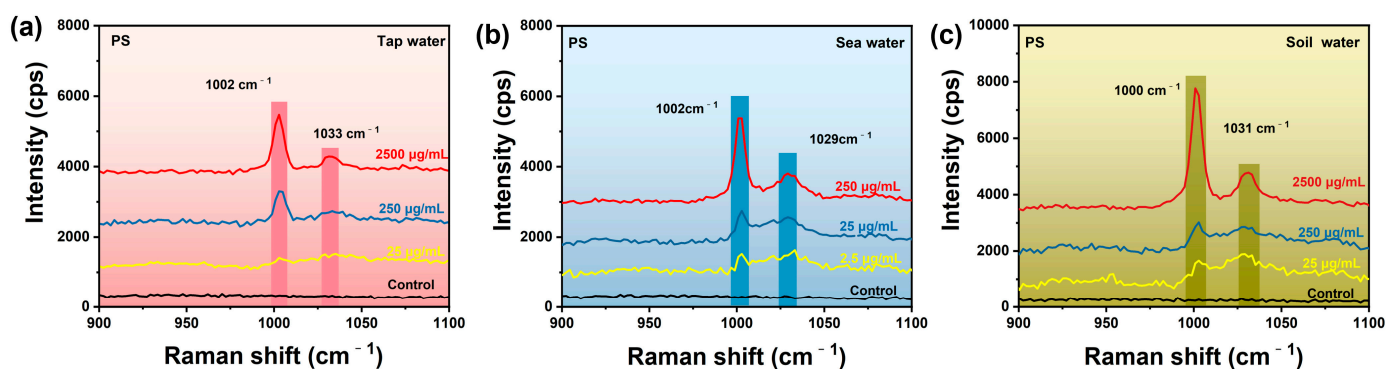 (a)
PS
Tap water
1002 cm⁻¹
1033 cm⁻¹
2500 μg/mL
250 μg/mL
25 μg/mL
Control
8000
6000
4000
2000
0
Intensity (cps)
900
950
1000
1050
1100
Raman shift (cm⁻¹)
(b)
PS
Sea water
1002cm⁻¹
1029cm⁻¹
250 μg/mL
25 μg/mL
2.5 μg/mL
Control
8000
6000
4000
2000
0
Intensity (cps)
900
950
1000
1050
1100
Raman shift (cm⁻¹)
(c)
PS
Soil water
1000 cm⁻¹
1031 cm⁻¹
2500 μg/mL
250 μg/mL
25 μg/mL
Control
10000
8000
6000
4000
2000
0
Intensity (cps)
900
950
1000
1050
1100
Raman shift (cm⁻¹)